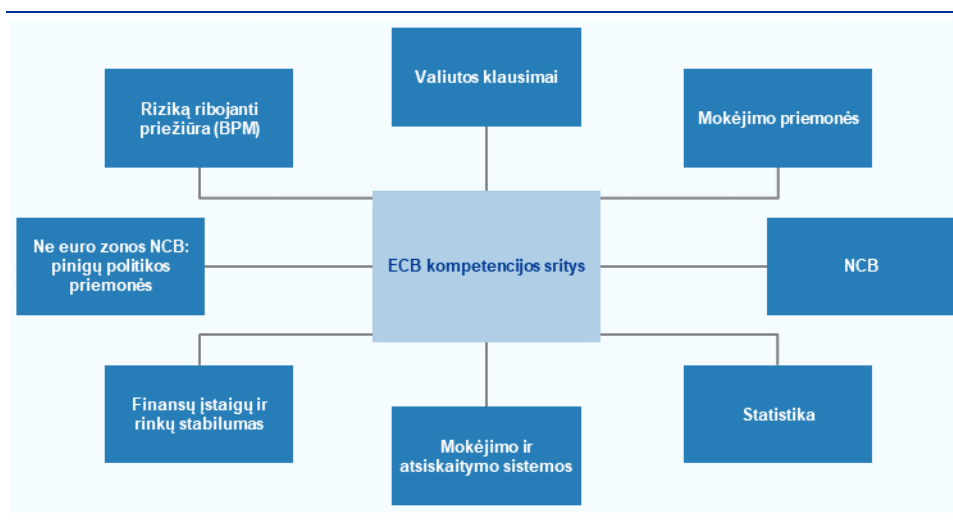 Valiutos klausimai
Riziką ribojanti
priežiūra (BPM)
Mokėjimo priemonės
Ne euro zonos NCB:
pinigų politikos
priemonės
ECB kompetencijos sritys
NCB
Finansų įstaigų ir
rinkų stabilumas
Mokėjimo ir
atsiskaitymo sistemos
Statistika